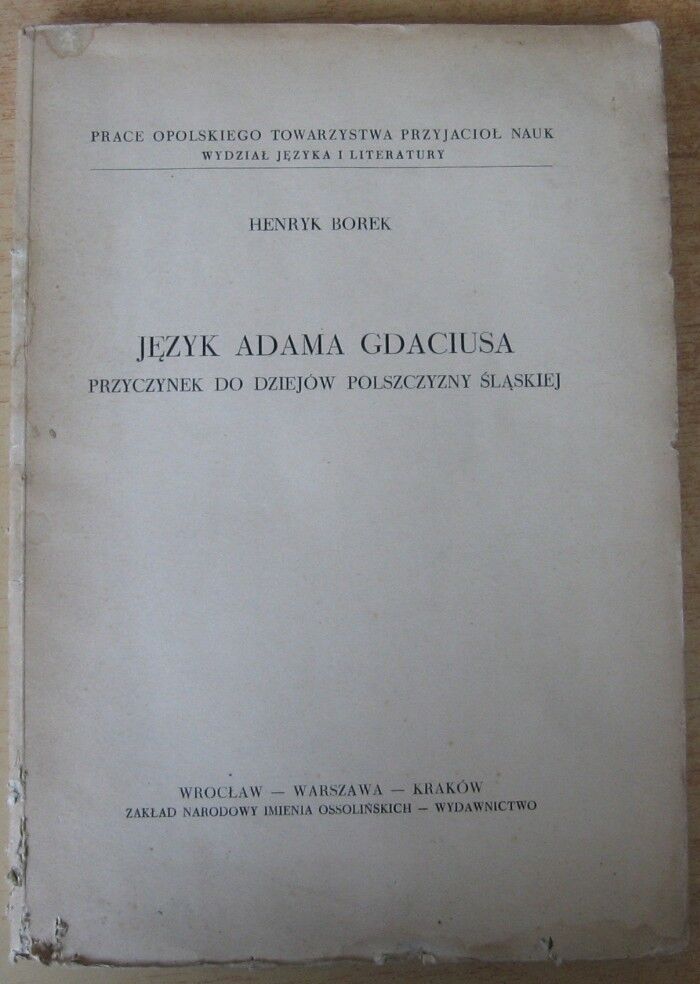 PRACE OPOLSKIEGO TOWARZYSTWA PRZYJACIOŁ NAUK
WYDZIAŁ JĘZYKA I LITERATURY
HENRYK BOREK
JĘZYK ADAMA GDACIUSA
PRZYCZYNEK DO DZIEJÓW POLSZCZYZNY ŚLĄSKIEJ
WROCŁAW — WARSZAWA — KRAKÓW
ZAKŁAD NARODOWY IMIENIA OSSOLIŃSKICH — WYDAWNICTWO